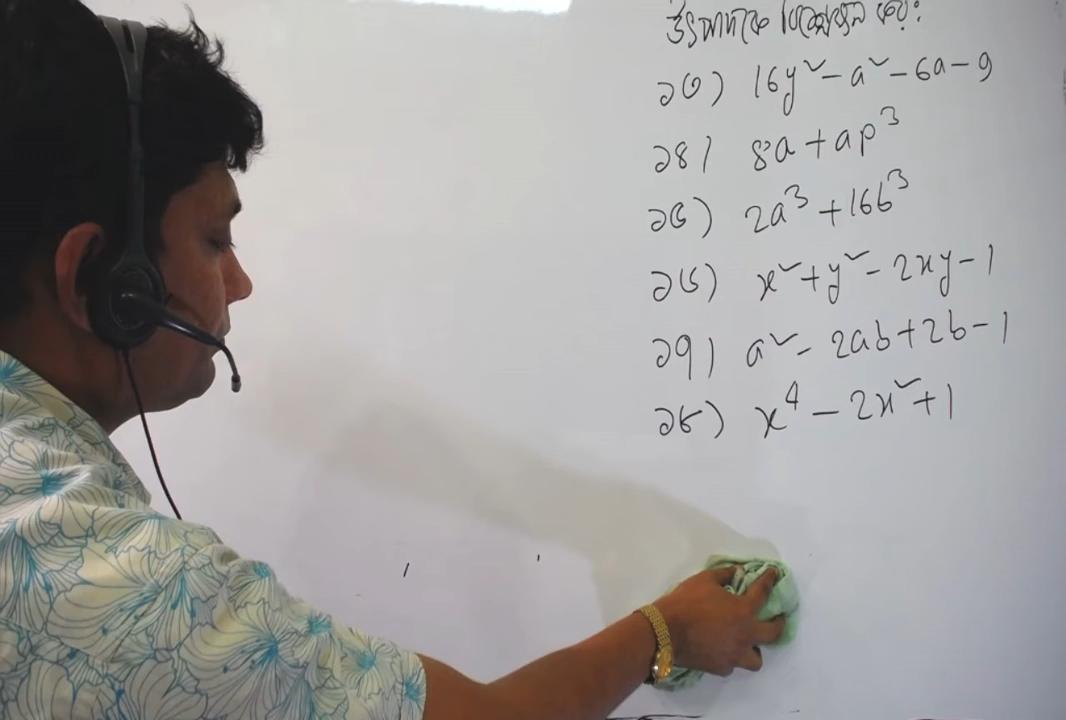 উৎপাদকে বিশ্লেষণ কর:
১৩) 16y² - a² - 6a - 9
১৪) 8a + ap³
১৫) 2a³ + 16b³
১৬) x² + y² - 2xy - 1
১৭) a² - 2ab + 2b - 1
১৮) x⁴ - 2x² + 1